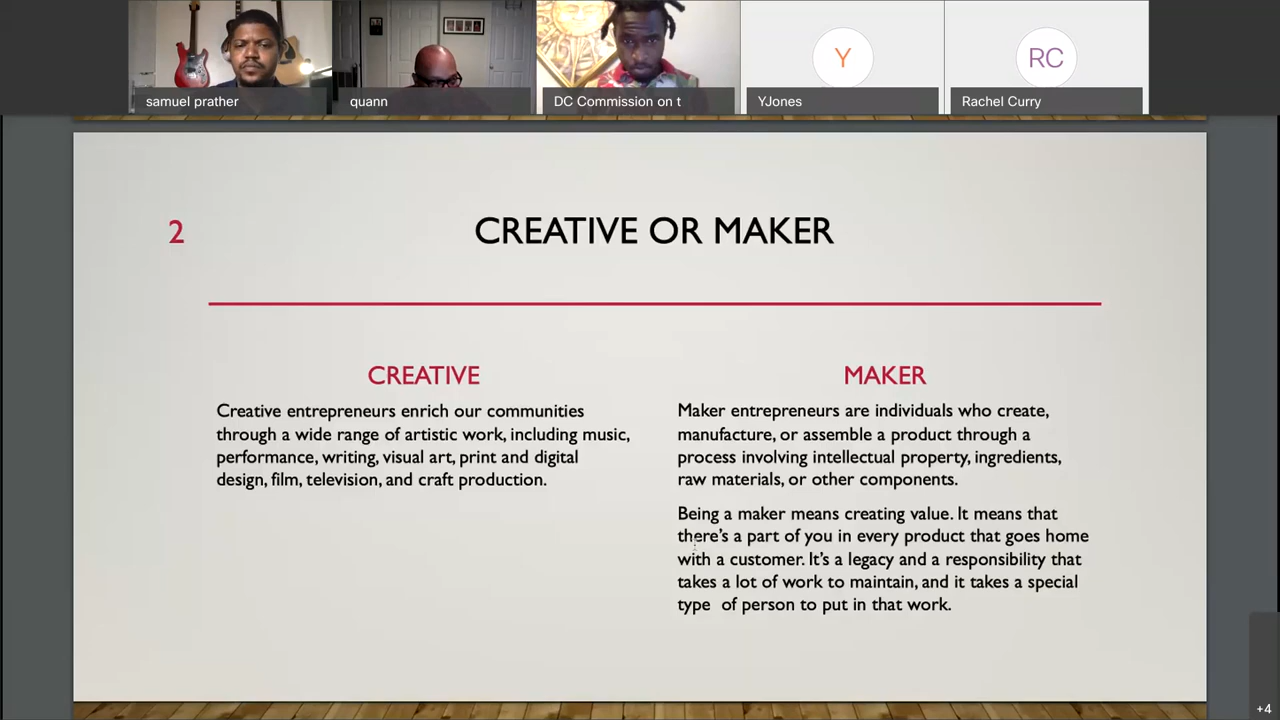 samuel prather
quann
DC Commission on t
Y
YJones
RC
Rachel Curry
2
CREATIVE OR MAKER
CREATIVE
Creative entrepreneurs enrich our communities
through a wide range of artistic work, including music,
performance, writing, visual art, print and digital
design, film, television, and craft production.
MAKER
Maker entrepreneurs are individuals who create,
manufacture, or assemble a product through a
process involving intellectual property, ingredients,
raw materials, or other components.
Being a maker means creating value. It means that
there's a part of you in every product that goes home
with a customer. It's a legacy and a responsibility that
takes a lot of work to maintain, and it takes a special
type of person to put in that work.
+4